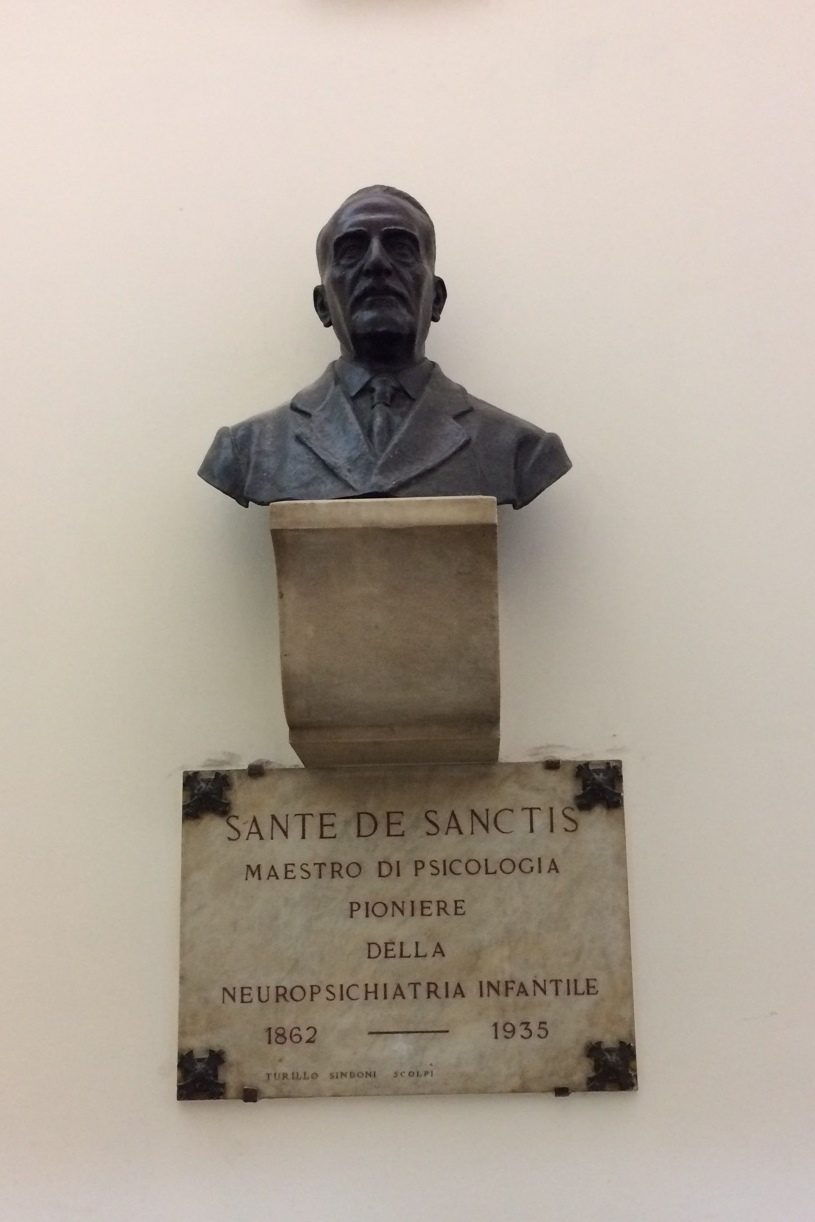 SANTE DE SANCTIS
MAESTRO DI PSICOLOGIA
PIONIERE
DELLA
NEUROPSICHIATRIA INFANTILE
1862 — 1935
TURILLO SINDONI SCOLPÌ